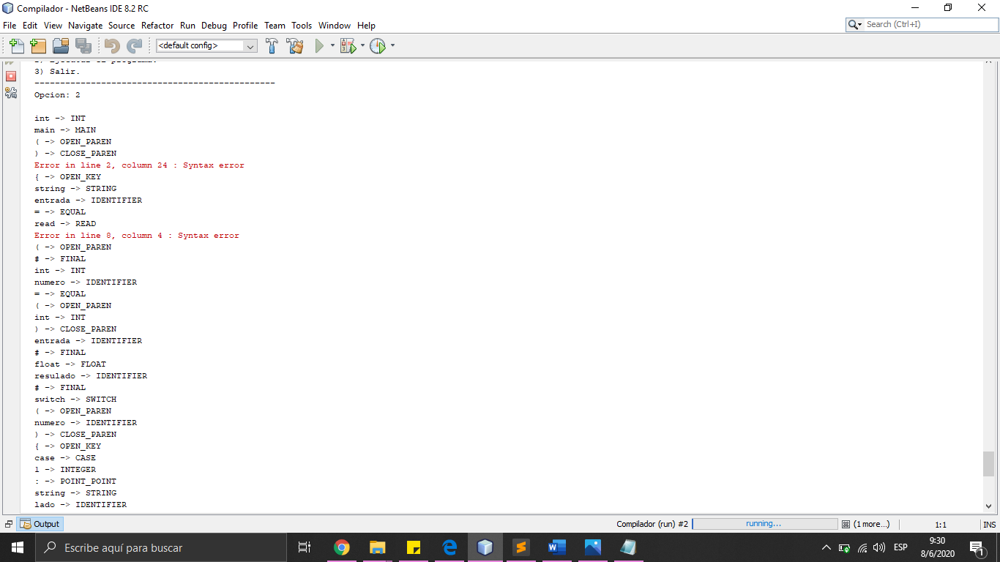 Compilador - NetBeans IDE 8.2 RC
File Edit View Navigate Source Refactor Run Debug Profile Team Tools Window Help
Search (Ctrl+I)
<default config>
3) Salir.
-----------------------------------------------
Opcion: 2
int -> INT
main -> MAIN
( -> OPEN_PAREN
) -> CLOSE_PAREN
Error in line 2, column 24 : Syntax error
{ -> OPEN_KEY
string -> STRING
entrada -> IDENTIFIER
= -> EQUAL
read -> READ
Error in line 8, column 4 : Syntax error
( -> OPEN_PAREN
# -> FINAL
int -> INT
numero -> IDENTIFIER
= -> EQUAL
( -> OPEN_PAREN
int -> INT
) -> CLOSE_PAREN
entrada -> IDENTIFIER
# -> FINAL
float -> FLOAT
resulado -> IDENTIFIER
# -> FINAL
switch -> SWITCH
( -> OPEN_PAREN
numero -> IDENTIFIER
) -> CLOSE_PAREN
{ -> OPEN_KEY
case -> CASE
1 -> INTEGER
: -> POINT_POINT
string -> STRING
lado -> IDENTIFIER
Output
Compilador (run) #2 running... (1 more...) 1:1 INS
Escribe aquí para buscar
ESP
9:30
8/6/2020
1